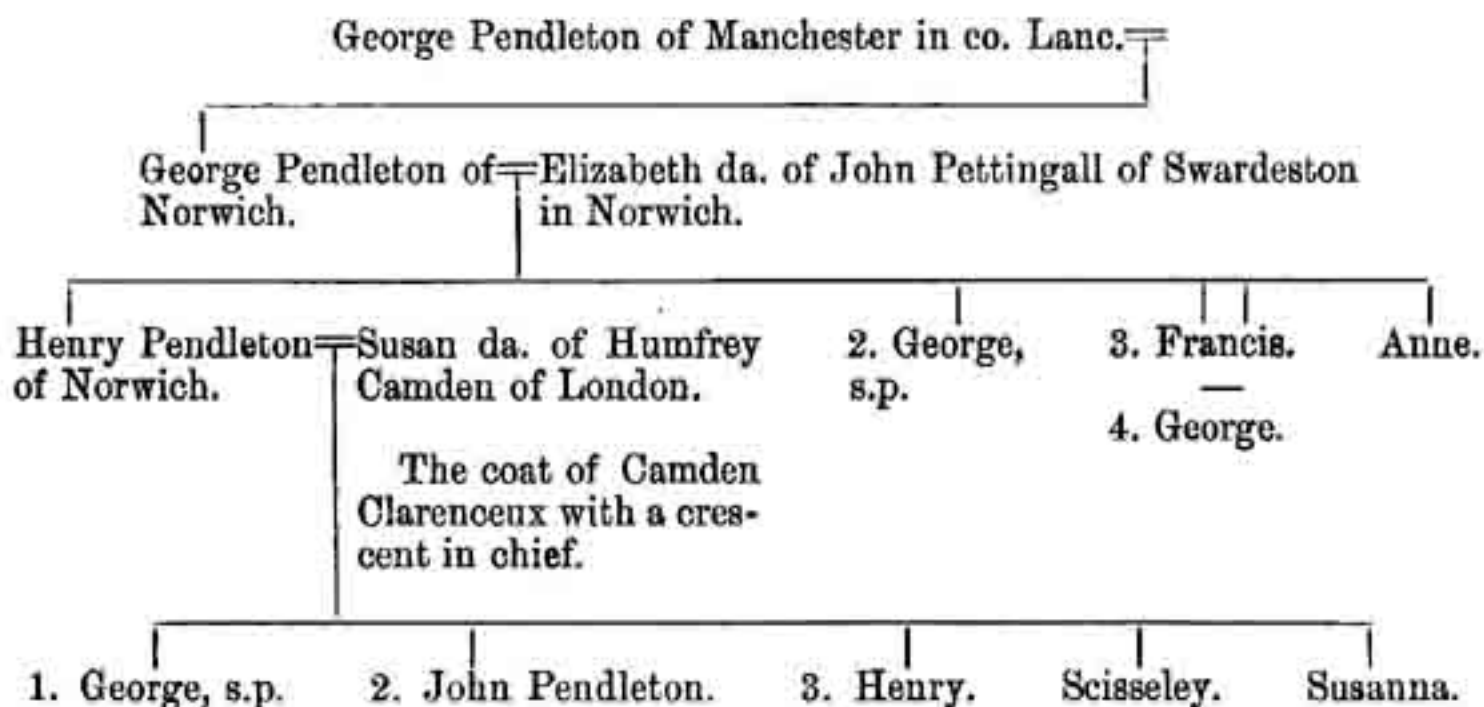 George Pendleton of Manchester in co. Lanc.
George Pendleton of
Norwich.
Elizabeth da. of John Pettingall of Swardeston
in Norwich.
Henry Pendleton
of Norwich.
Susan da. of Humfrey
Camden of London.
The coat of Camden
Clarenceux with a cres-
cent in chief.
2. George,
s.p.
3. Francis.
—
4. George.
Anne.
1. George, s.p.
2. John Pendleton.
3. Henry.
Scisseley.
Susanna.